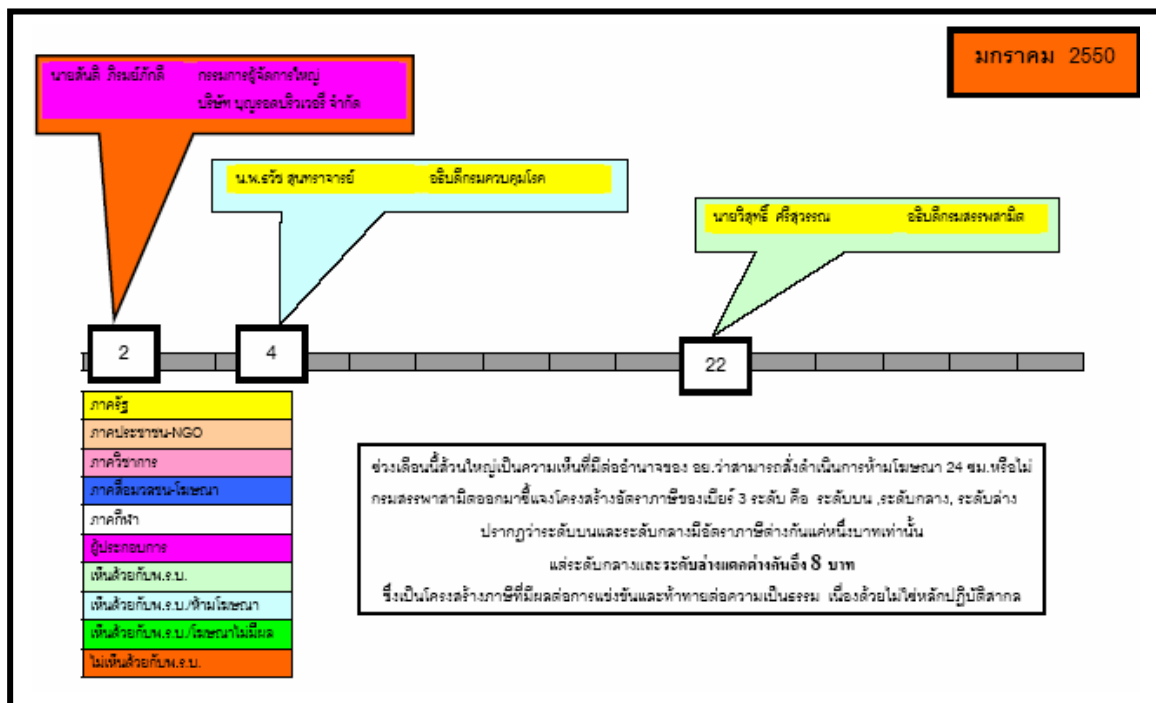 มกราคม 2550
นายสันติ ภิรมย์ภักดี กรรมการผู้จัดการใหญ่
บริษัท บุญรอดบริวเวอรี่ จำกัด
น.พ.ธวัช สุนทราจารย์ อธิบดีกรมควบคุมโรค
นายวิสุทธิ์ ศรีสุวรรณ อธิบดีกรมสรรพสามิต
2
4
22
ภาครัฐ
ภาคประชาชน-NGO
ภาควิชาการ
ภาคสื่อมวลชน-โฆษณา
ภาคกีฬา
ผู้ประกอบการ
เห็นด้วยกับพ.ร.บ.
เห็นด้วยกับพ.ร.บ./ห้ามโฆษณา
เห็นด้วยกับพ.ร.บ./โฆษณาไม่มีผล
ไม่เห็นด้วยกับพ.ร.บ.
ช่วงเดือนนี้ส่วนใหญ่เป็นความเห็นที่มีต่ออำนาจของ อย.ว่าสามารถสั่งดำเนินการห้ามโฆษณา 24 ชม.หรือไม่
กรมสรรพาสามิตออกมาชี้แจงโครงสร้างอัตราภาษีของเบียร์ 3 ระดับ คือ ระดับบน ,ระดับกลาง, ระดับล่าง
ปรากฏว่าระดับบนและระดับกลางมีอัตราภาษีต่างกันแค่หนึ่งบาทเท่านั้น
แต่ระดับกลางและระดับล่างแตกต่างกันถึง 8 บาท
ซึ่งเป็นโครงสร้างภาษีที่มีผลต่อการแข่งขันและท้าทายต่อความเป็นธรรม เนื่องด้วยไม่ใช่หลักปฏิบัติสากล